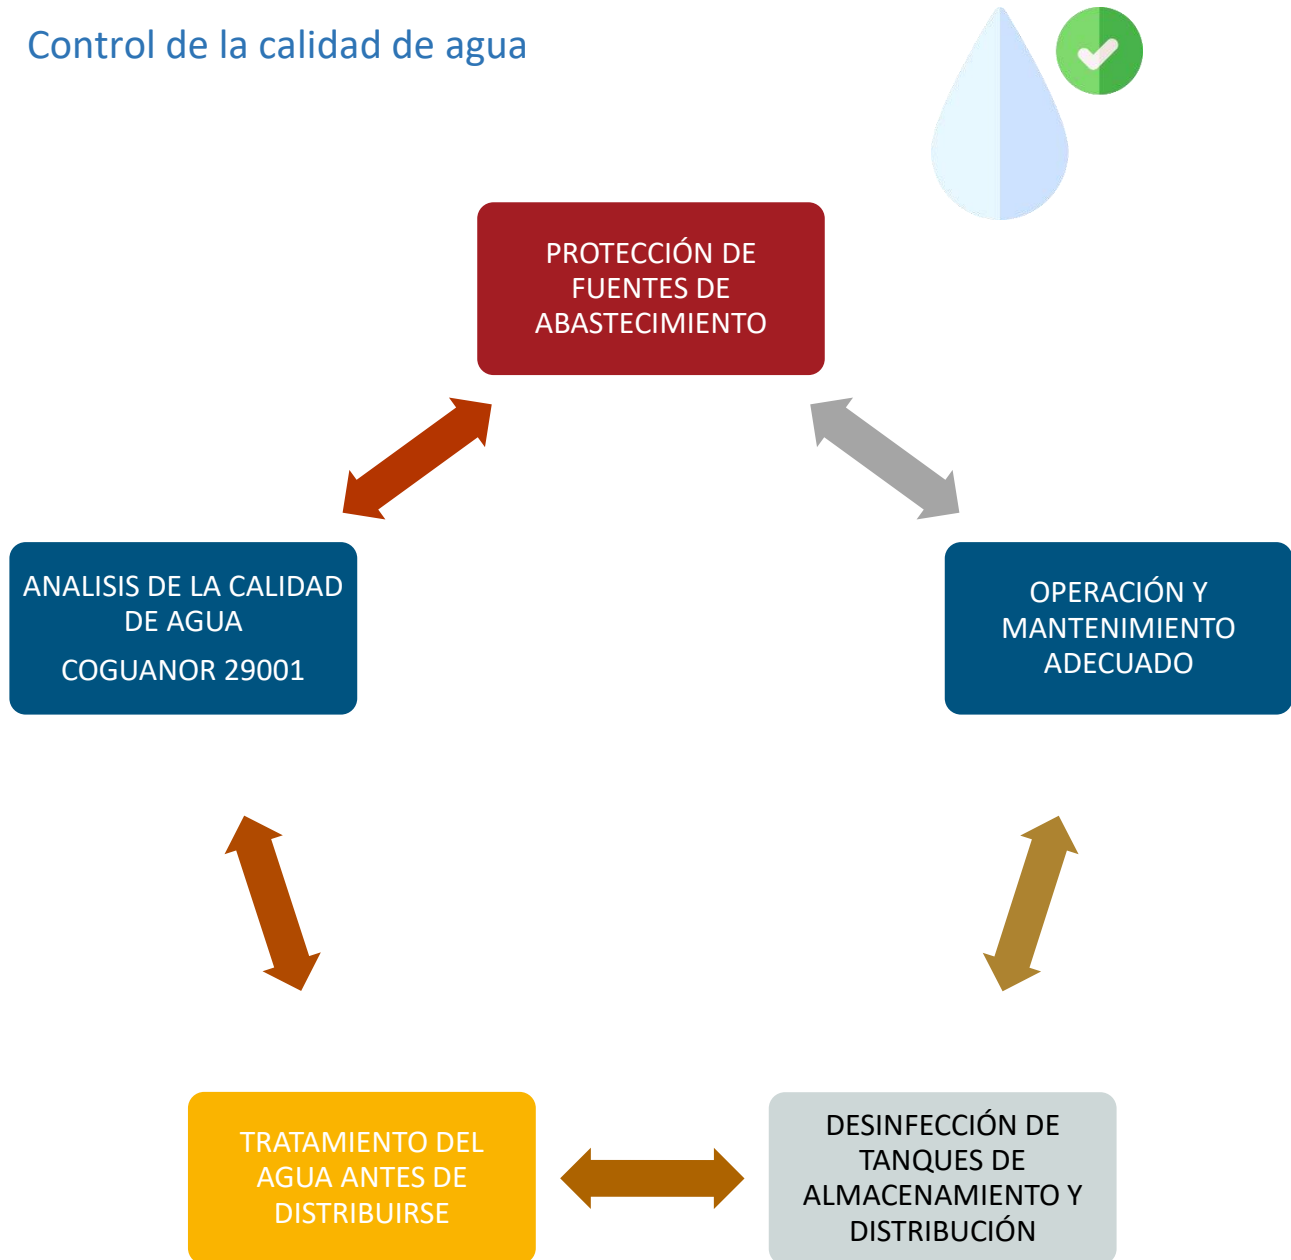 Control de la calidad de agua
PROTECCIÓN DE
FUENTES DE
ABASTECIMIENTO
ANALISIS DE LA CALIDAD
DE AGUA
COGUANOR 29001
OPERACIÓN Y
MANTENIMIENTO
ADECUADO
TRATAMIENTO DEL
AGUA ANTES DE
DISTRIBUIRSE
DESINFECCIÓN DE
TANQUES DE
ALMACENAMIENTO Y
DISTRIBUCIÓN